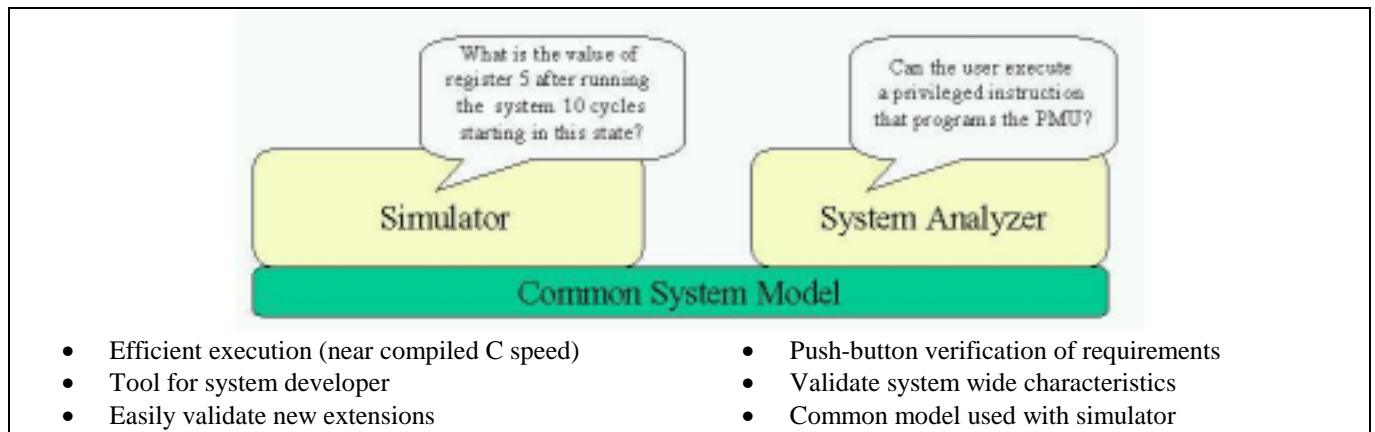 What is the value of
register 5 after running
the system 10 cycles
starting in this state?
Can the user execute
a privileged instruction
that programs the PMU?
Simulator
System Analyzer
Common System Model
• Efficient execution (near compiled C speed)
• Tool for system developer
• Easily validate new extensions
• Push-button verification of requirements
• Validate system wide characteristics
• Common model used with simulator